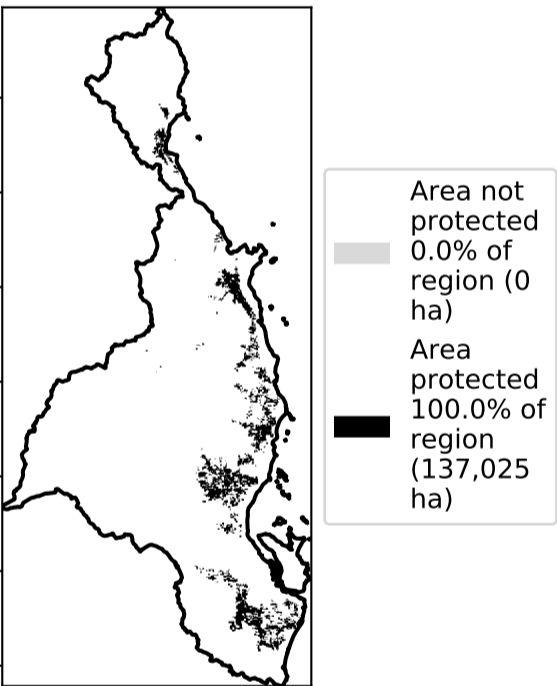 Area not
protected
0.0% of
region (0
ha)
Area
protected
100.0% of
region
(137,025
ha)